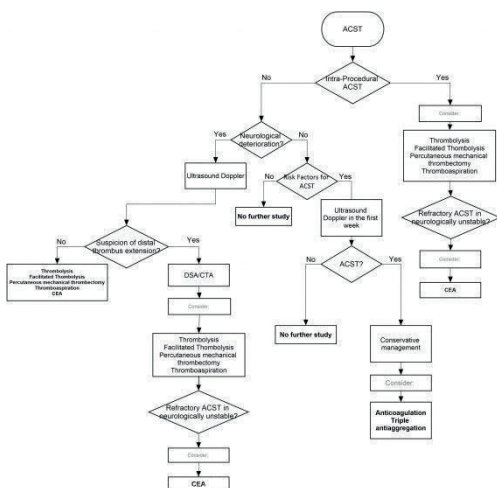 ACST
Intra-Procedural
ACST
No
Yes
Consider:
Thrombolysis
Facilitated Thombolysis
Percutaneous mechanical
thrombectomy
Thromboaspiration
Refractory ACST in
neurologically unstable?
Consider:
CEA
Neurological
deterioration?
Yes
No
Ultrasound Doppler
Risk Factors for
ACST
No
Yes
No further study
Ultrasound
Doppler in the first
week
ACST?
No
Yes
No further study
Conservative
management
Consider:
Anticoagulation
Triple
antiaggregation
Suspicion of distal
thrombus extension?
No
Yes
Thrombolysis
Facilitated Thombolysis
Percutaneous mechanical thrombectomy
Thromboaspiration
CEA
DSA/CTA
Consider:
Thrombolysis
Facilitated Thombolysis
Percutaneous mechanical
thrombectomy
Thromboaspiration
Refractory ACST in
neurologically unstable?
Consider:
CEA